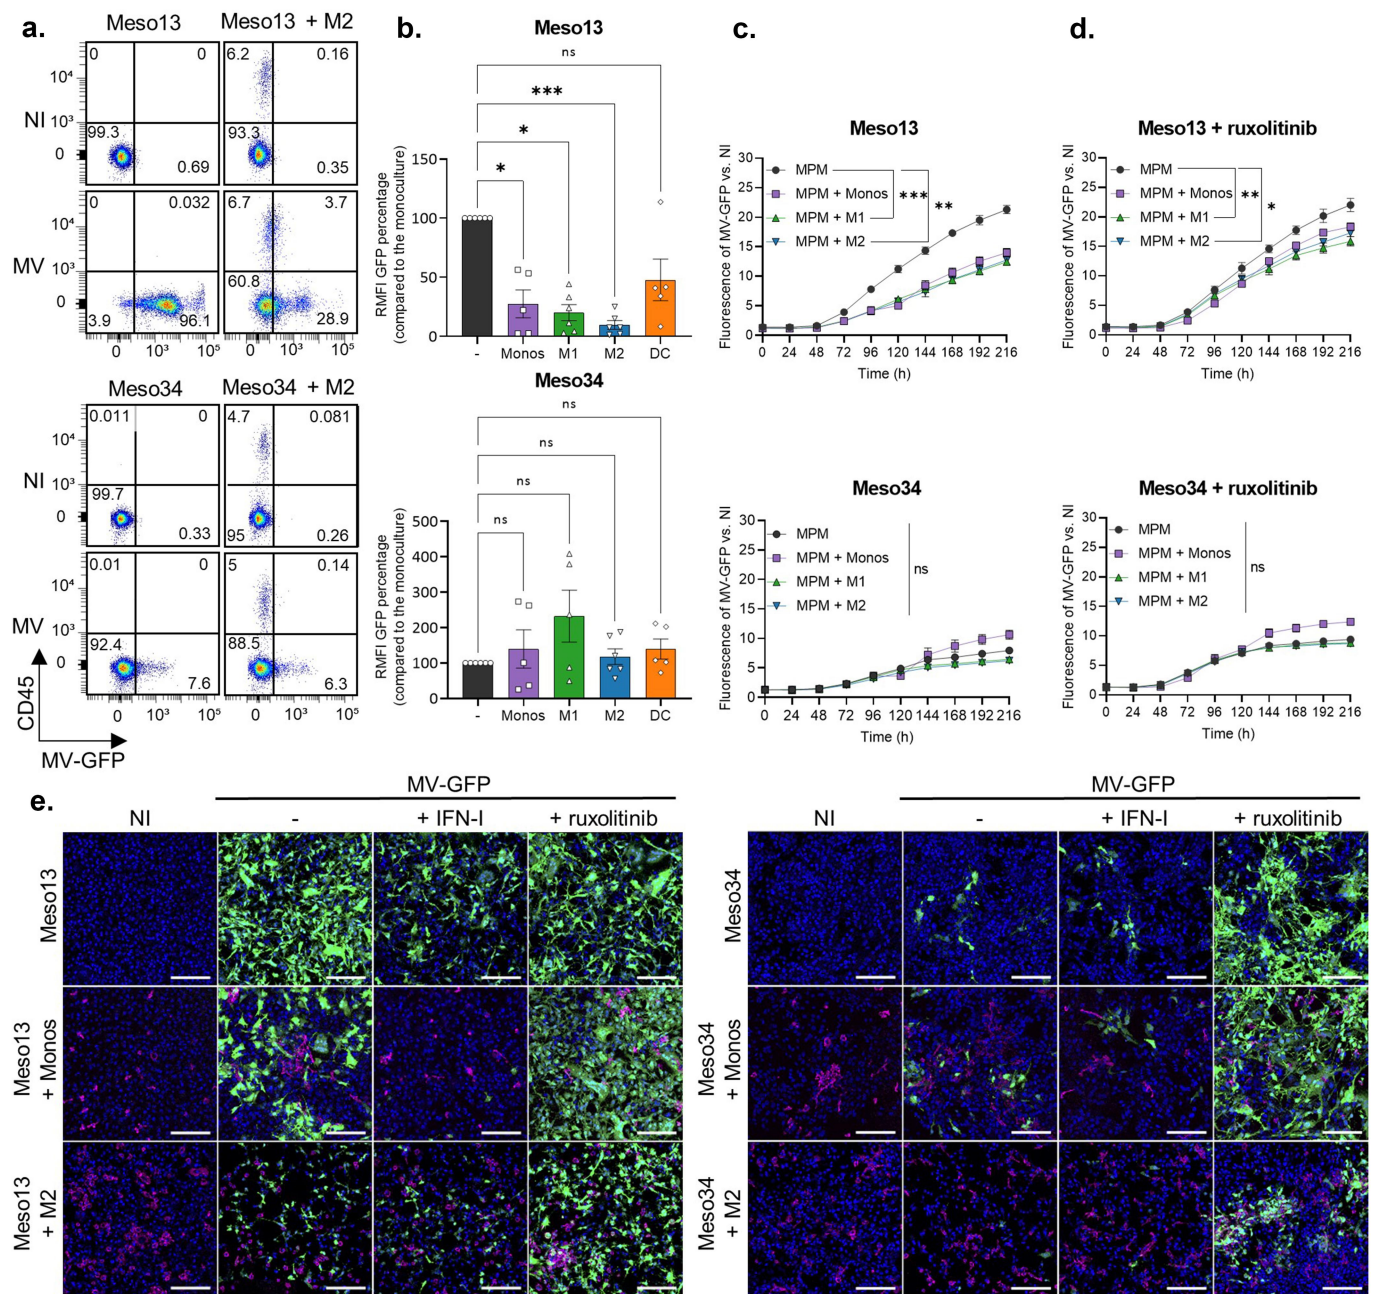 a.
Meso13
Meso13 + M2
NI
0
0
99.3
0.69
6.2
0.16
93.3
0.35
10⁴
10³
0
MV
0
0.032
3.9
96.1
6.7
3.7
60.8
28.9
10⁴
10³
0
0
10³
10⁵
0
10³
10⁵
Meso34
Meso34 + M2
NI
0.011
0
99.7
0.33
4.7
0.081
95
0.26
10⁴
10³
0
MV
0.01
0
92.4
7.6
5
0.14
88.5
6.3
10⁴
10³
0
0
10³
10⁵
0
10³
10⁵
CD45
MV-GFP
b.
Meso13
ns
***
*
*
RMFI GFP percentage
(compared to the monoculture)
150
100
50
0
-
Monos
M1
M2
DC
Meso34
ns
ns
ns
ns
RMFI GFP percentage
(compared to the monoculture)
500
400
300
200
100
0
-
Monos
M1
M2
DC
c.
Meso13
Fluorescence of MV-GFP vs. NI
30
25
20
15
10
5
0
MPM
MPM + Monos
MPM + M1
MPM + M2
***
**
0 24 48 72 96 120 144 168 192 216
Time (h)
Meso34
Fluorescence of MV-GFP vs. NI
30
25
20
15
10
5
0
MPM
MPM + Monos
MPM + M1
MPM + M2
ns
0 24 48 72 96 120 144 168 192 216
Time (h)
d.
Meso13 + ruxolitinib
Fluorescence of MV-GFP vs. NI
30
25
20
15
10
5
0
MPM
MPM + Monos
MPM + M1
MPM + M2
**
*
0 24 48 72 96 120 144 168 192 216
Time (h)
Meso34 + ruxolitinib
Fluorescence of MV-GFP vs. NI
30
25
20
15
10
5
0
MPM
MPM + Monos
MPM + M1
MPM + M2
ns
0 24 48 72 96 120 144 168 192 216
Time (h)
e.
MV-GFP
NI
-
+ IFN-I
+ ruxolitinib
Meso13
Meso13
+ Monos
Meso13
+ M2
MV-GFP
NI
-
+ IFN-I
+ ruxolitinib
Meso34
Meso34
+ Monos
Meso34
+ M2